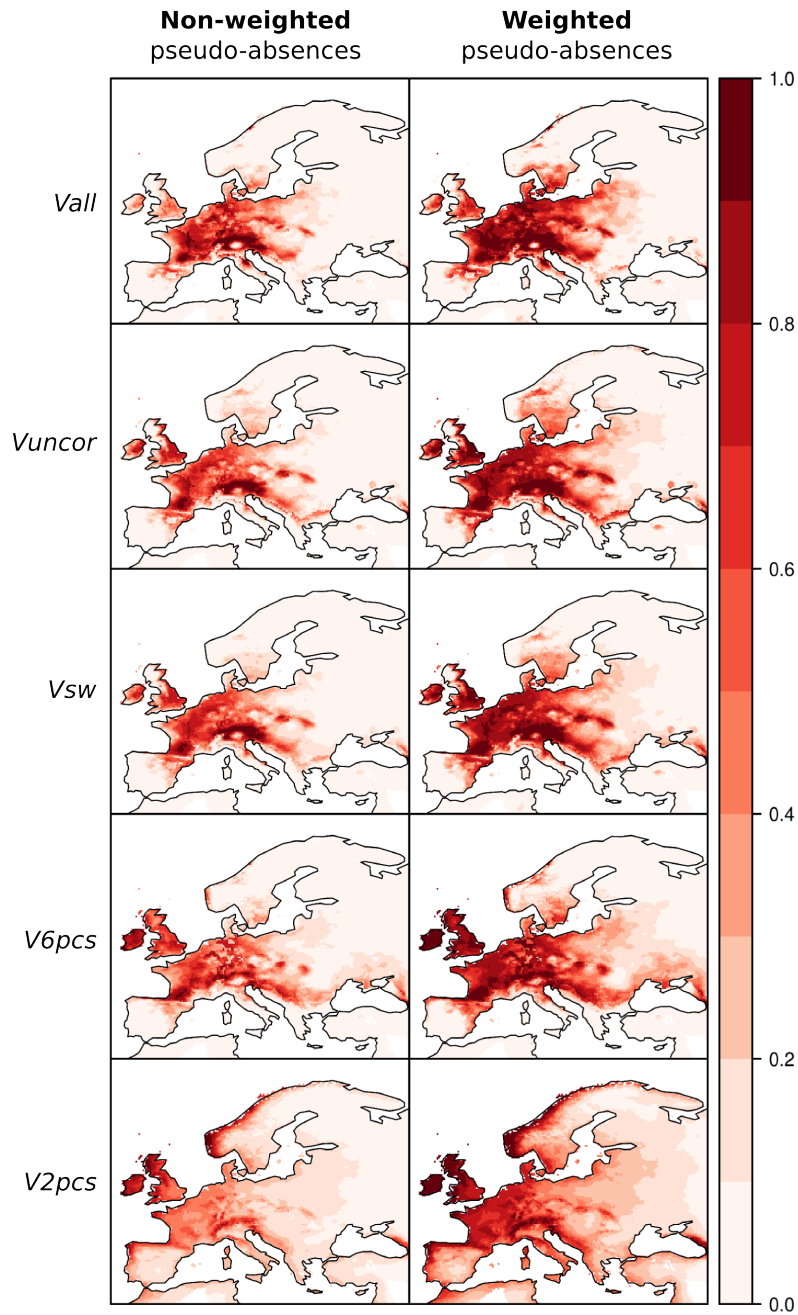 Non-weighted Weighted
pseudo-absences pseudo-absences
1.0
Vall
0.8
Vuncor
0.6
Vsw
0.4
V6pcs
0.2
V2pcs
0.0